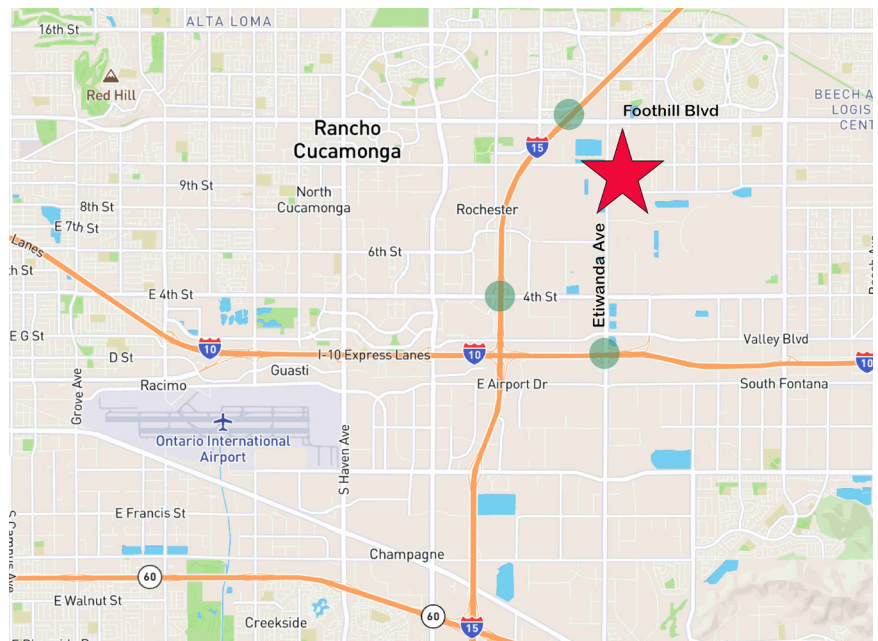 16th St
ALTA LOMA
Red Hill
Foothill Blvd
BEECH A
LOGIS
CENT
Rancho
Cucamonga
15
9th St
North
Cucamonga
8th St
E 7th St
Rochester
Lanes
6th St
Etiwanda Ave
th St
E 4th St
4th St
E G St
D St
10
I-10 Express Lanes
10
Valley Blvd
10
Guasti
Racimo
E Airport Dr
South Fontana
Grove Ave
Ontario International
Airport
S Haven Ave
E Francis St
S Campus Ave
Champagne
60
E Walnut St
60
Creekside
15